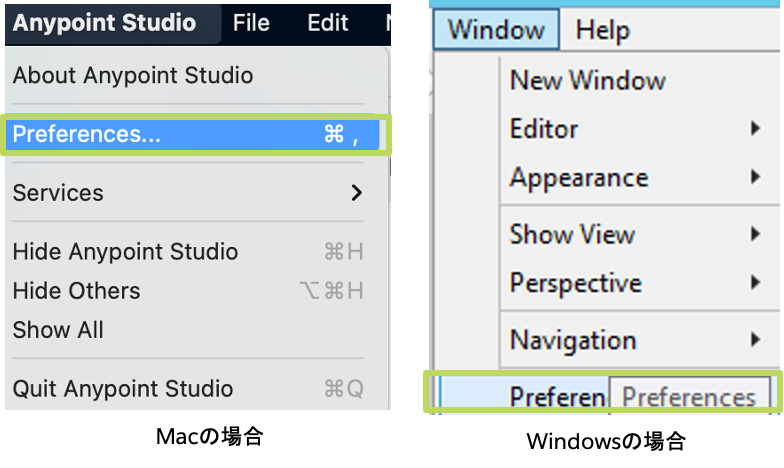 Anypoint Studio File Edit
About Anypoint Studio
Preferences... ⌘ ,
Services
Hide Anypoint Studio ⌘H
Hide Others ⌥⌘H
Show All
Quit Anypoint Studio ⌘Q
Macの場合
Window Help
New Window
Editor
Appearance
Show View
Perspective
Navigation
Preferen Preferences
Windowsの場合